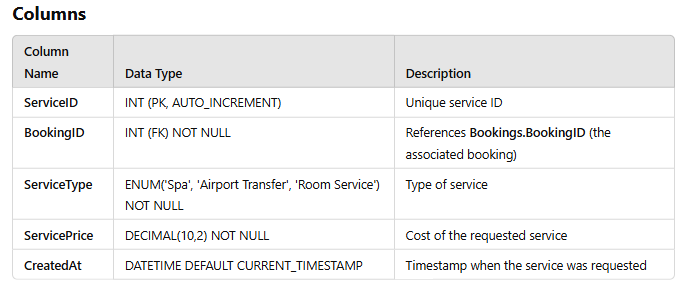 Columns
Column
Name Data Type Description
ServiceID INT (PK, AUTO_INCREMENT) Unique service ID
BookingID INT (FK) NOT NULL References Bookings.BookingID (the
associated booking)
ServiceType ENUM('Spa', 'Airport Transfer', 'Room Service') Type of service
NOT NULL
ServicePrice DECIMAL(10,2) NOT NULL Cost of the requested service
CreatedAt DATETIME DEFAULT CURRENT_TIMESTAMP Timestamp when the service was requested